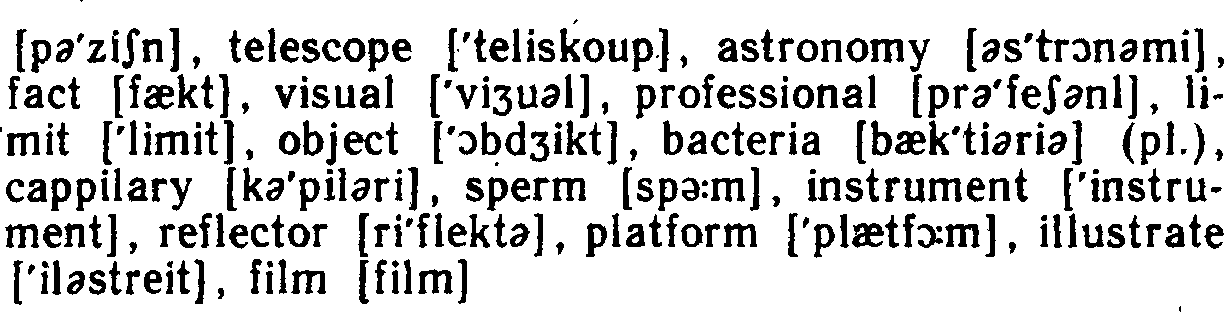 [pə′ziʃn], telescope [′teliskoup], astronomy [əs′trɔnəmi],
fact [fækt], visual [′viʒuəl], professional [prə′feʃənl], li-
mit [′limit], object [′ɔbdʒikt], bacteria [bæk′tiəriə] (pl.),
cappilary [kə′piləri], sperm [spə:m], instrument [′instru-
ment], reflector [ri′flektə], platform [′plætfɔ:m], illustrate
[′iləstreit], film [film]